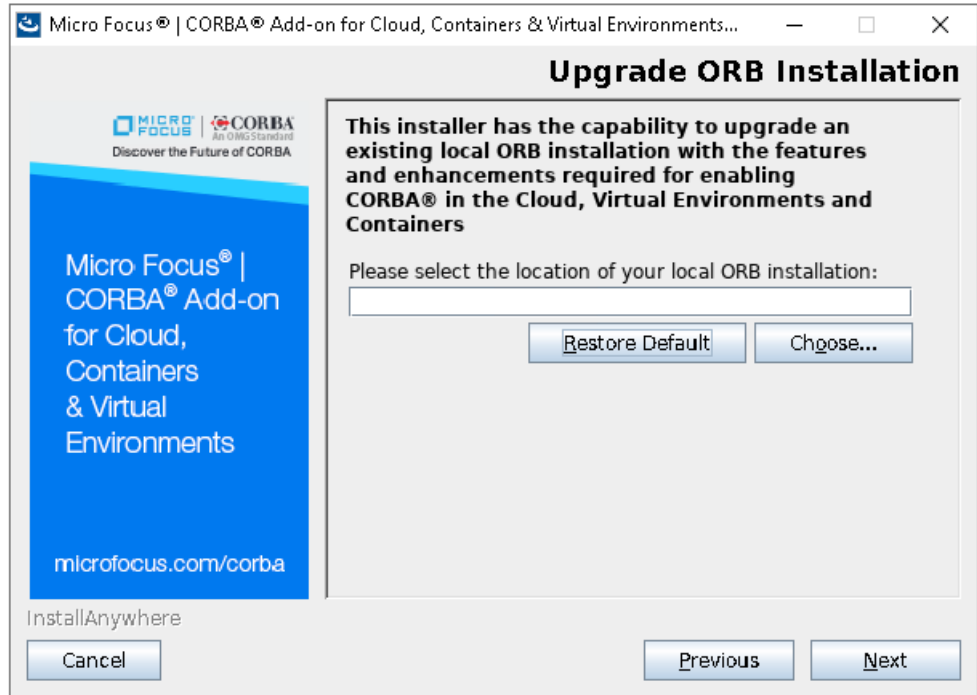 Micro Focus® | CORBA® Add-on for Cloud, Containers & Virtual Environments...
Upgrade ORB Installation
MICRO FOCUS | CORBA
An OMG Standard
Discover the Future of CORBA
Micro Focus® |
CORBA® Add-on
for Cloud,
Containers
& Virtual
Environments
microfocus.com/corba
This installer has the capability to upgrade an
existing local ORB installation with the features
and enhancements required for enabling
CORBA® in the Cloud, Virtual Environments and
Containers
Please select the location of your local ORB installation:
Restore Default
Choose...
InstallAnywhere
Cancel
Previous
Next